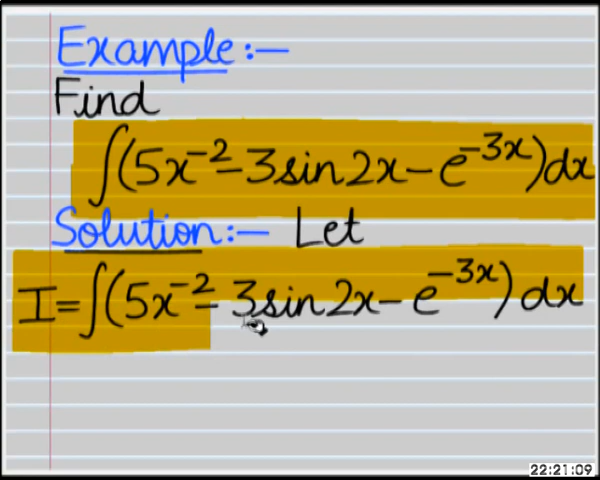 Example:—
Find
∫(5x⁻²-3sin2x-e⁻³ˣ)dx
Solution:— Let
I=∫(5x⁻²-3sin2x-e⁻³ˣ)dx
22:21:09